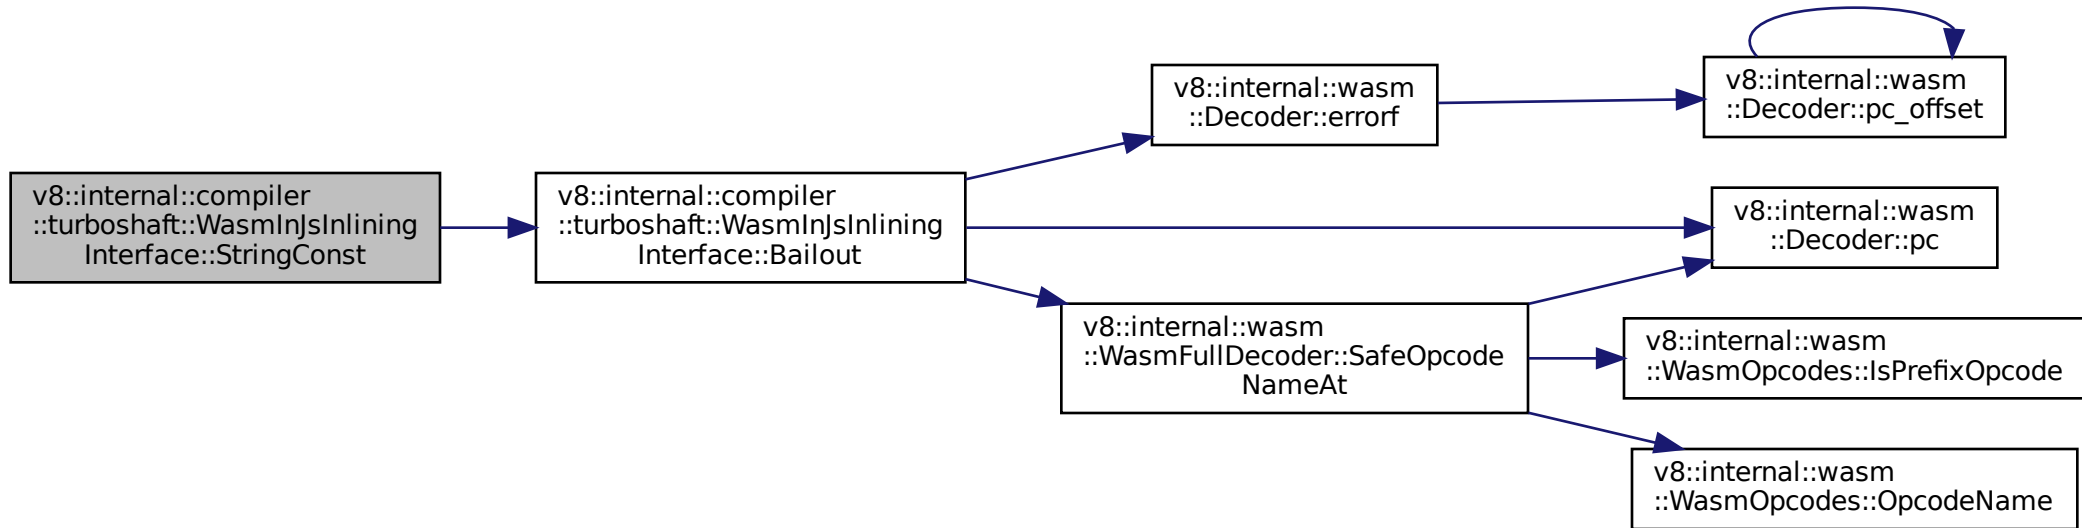 v8::internal::compiler
::turboshaft::WasmInJsInlining
Interface::StringConst
v8::internal::compiler
::turboshaft::WasmInJsInlining
Interface::Bailout
v8::internal::wasm
::Decoder::errorf
v8::internal::wasm
::Decoder::pc_offset
v8::internal::wasm
::Decoder::pc
v8::internal::wasm
::WasmFullDecoder::SafeOpcode
NameAt
v8::internal::wasm
::WasmOpcodes::IsPrefixOpcode
v8::internal::wasm
::WasmOpcodes::OpcodeName